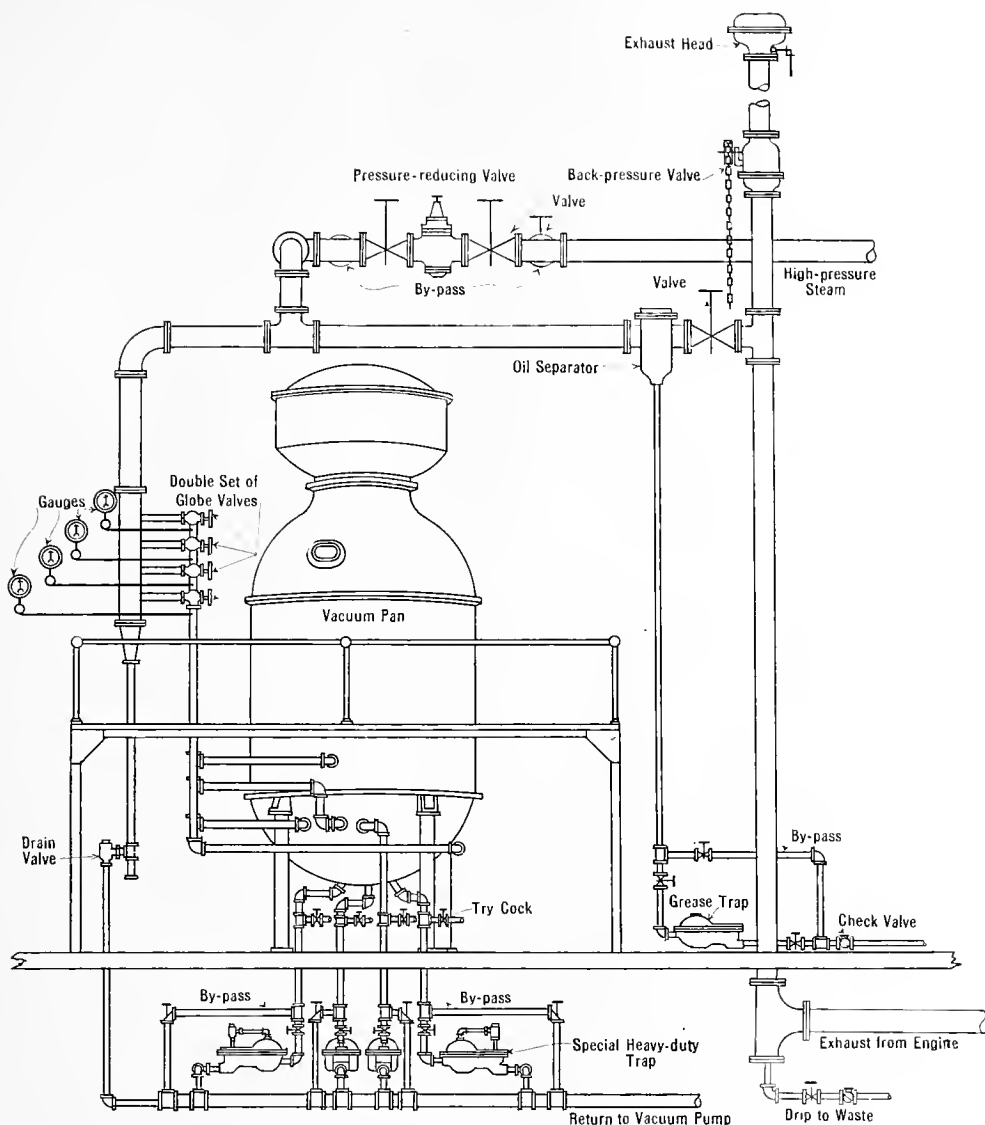 Exhaust Head
Back-pressure Valve
Pressure-reducing Valve
Valve
By-pass
High-pressure
Steam
Valve
Oil Separator
Double Set of
Globe Valves
Gauges
Vacuum Pan
Drain
Valve
By-pass
Try Cock
Grease Trap
Check Valve
By-pass
By-pass
Special Heavy-duty
Trap
Exhaust from Engine
Return to Vacuum Pump
Drip to Waste